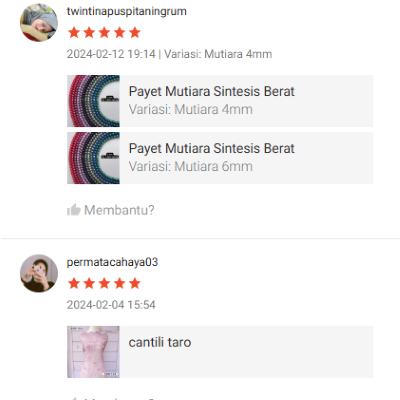 twintinapuspitaningrum
2024-02-12 19:14 | Variasi: Mutiara 4mm
Payet Mutiara Sintesis Berat
Variasi: Mutiara 4mm
Payet Mutiara Sintesis Berat
Variasi: Mutiara 6mm
Membantu?
permatacahaya03
2024-02-04 15:54
cantili taro